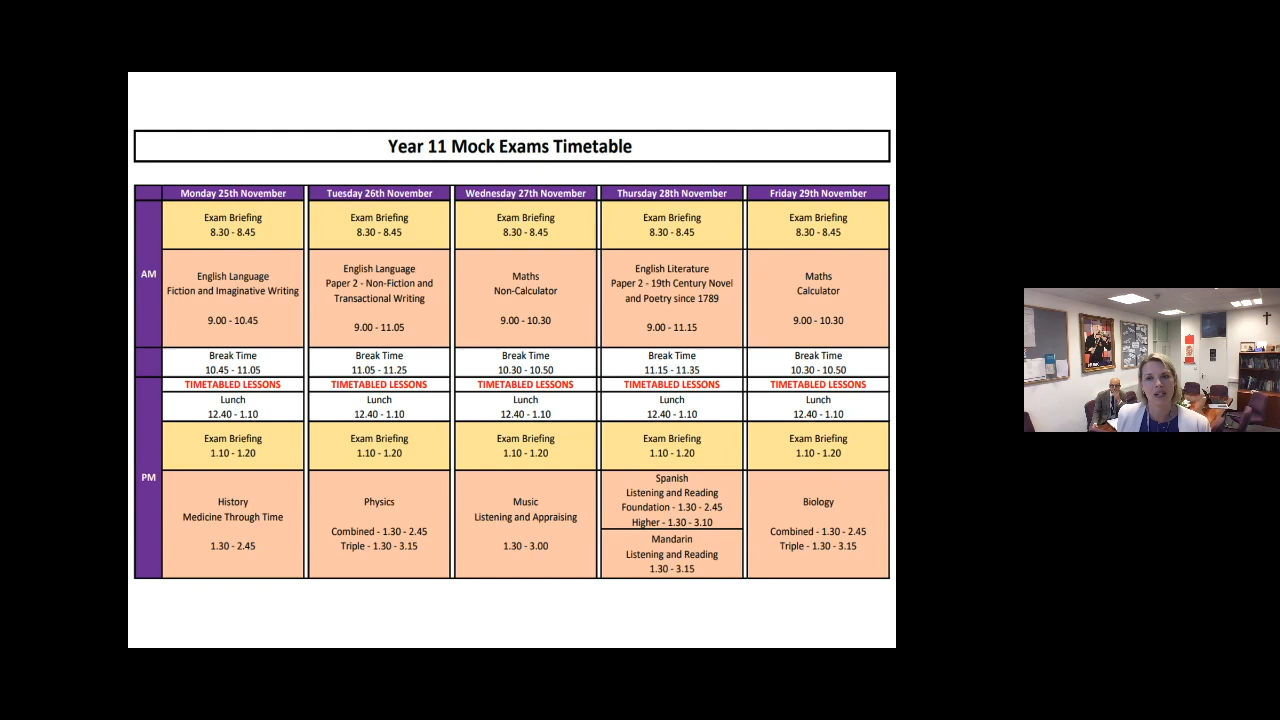 Year 11 Mock Exams Timetable
Monday 25th November
Tuesday 26th November
Wednesday 27th November
Thursday 28th November
Friday 29th November
AM
Exam Briefing
8.30 - 8.45
Exam Briefing
8.30 - 8.45
Exam Briefing
8.30 - 8.45
Exam Briefing
8.30 - 8.45
Exam Briefing
8.30 - 8.45
English Language
Fiction and Imaginative Writing
9.00 - 10.45
English Language
Paper 2 - Non-Fiction and
Transactional Writing
9.00 - 11.05
Maths
Non-Calculator
9.00 - 10.30
English Literature
Paper 2 - 19th Century Novel
and Poetry since 1789
9.00 - 11.15
Maths
Calculator
9.00 - 10.30
Break Time
10.45 - 11.05
Break Time
11.05 - 11.25
Break Time
10.30 - 10.50
Break Time
11.15 - 11.35
Break Time
10.30 - 10.50
PM
TIMETABLED LESSONS
TIMETABLED LESSONS
TIMETABLED LESSONS
TIMETABLED LESSONS
TIMETABLED LESSONS
Lunch
12.40 - 1.10
Lunch
12.40 - 1.10
Lunch
12.40 - 1.10
Lunch
12.40 - 1.10
Lunch
12.40 - 1.10
Exam Briefing
1.10 - 1.20
Exam Briefing
1.10 - 1.20
Exam Briefing
1.10 - 1.20
Exam Briefing
1.10 - 1.20
Exam Briefing
1.10 - 1.20
History
Medicine Through Time
1.30 - 2.45
Physics
Combined - 1.30 - 2.45
Triple - 1.30 - 3.15
Music
Listening and Appraising
1.30 - 3.00
Spanish
Listening and Reading
Foundation - 1.30 - 2.45
Higher - 1.30 - 3.10
Mandarin
Listening and Reading
1.30 - 3.15
Biology
Combined - 1.30 - 2.45
Triple - 1.30 - 3.15